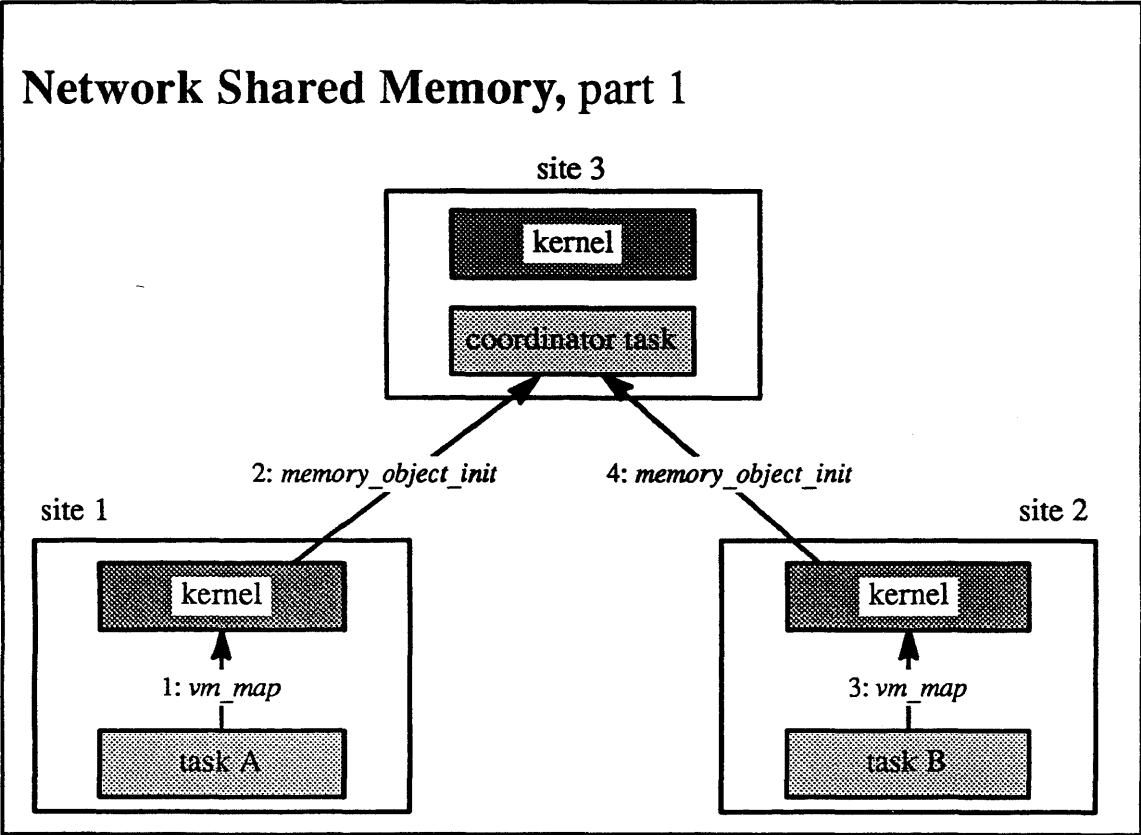 Network Shared Memory, part 1
site 3
kernel
coordinator task
2: memory_object_init
4: memory_object_init
site 1
site 2
kernel
kernel
1: vm_map
3: vm_map
task A
task B